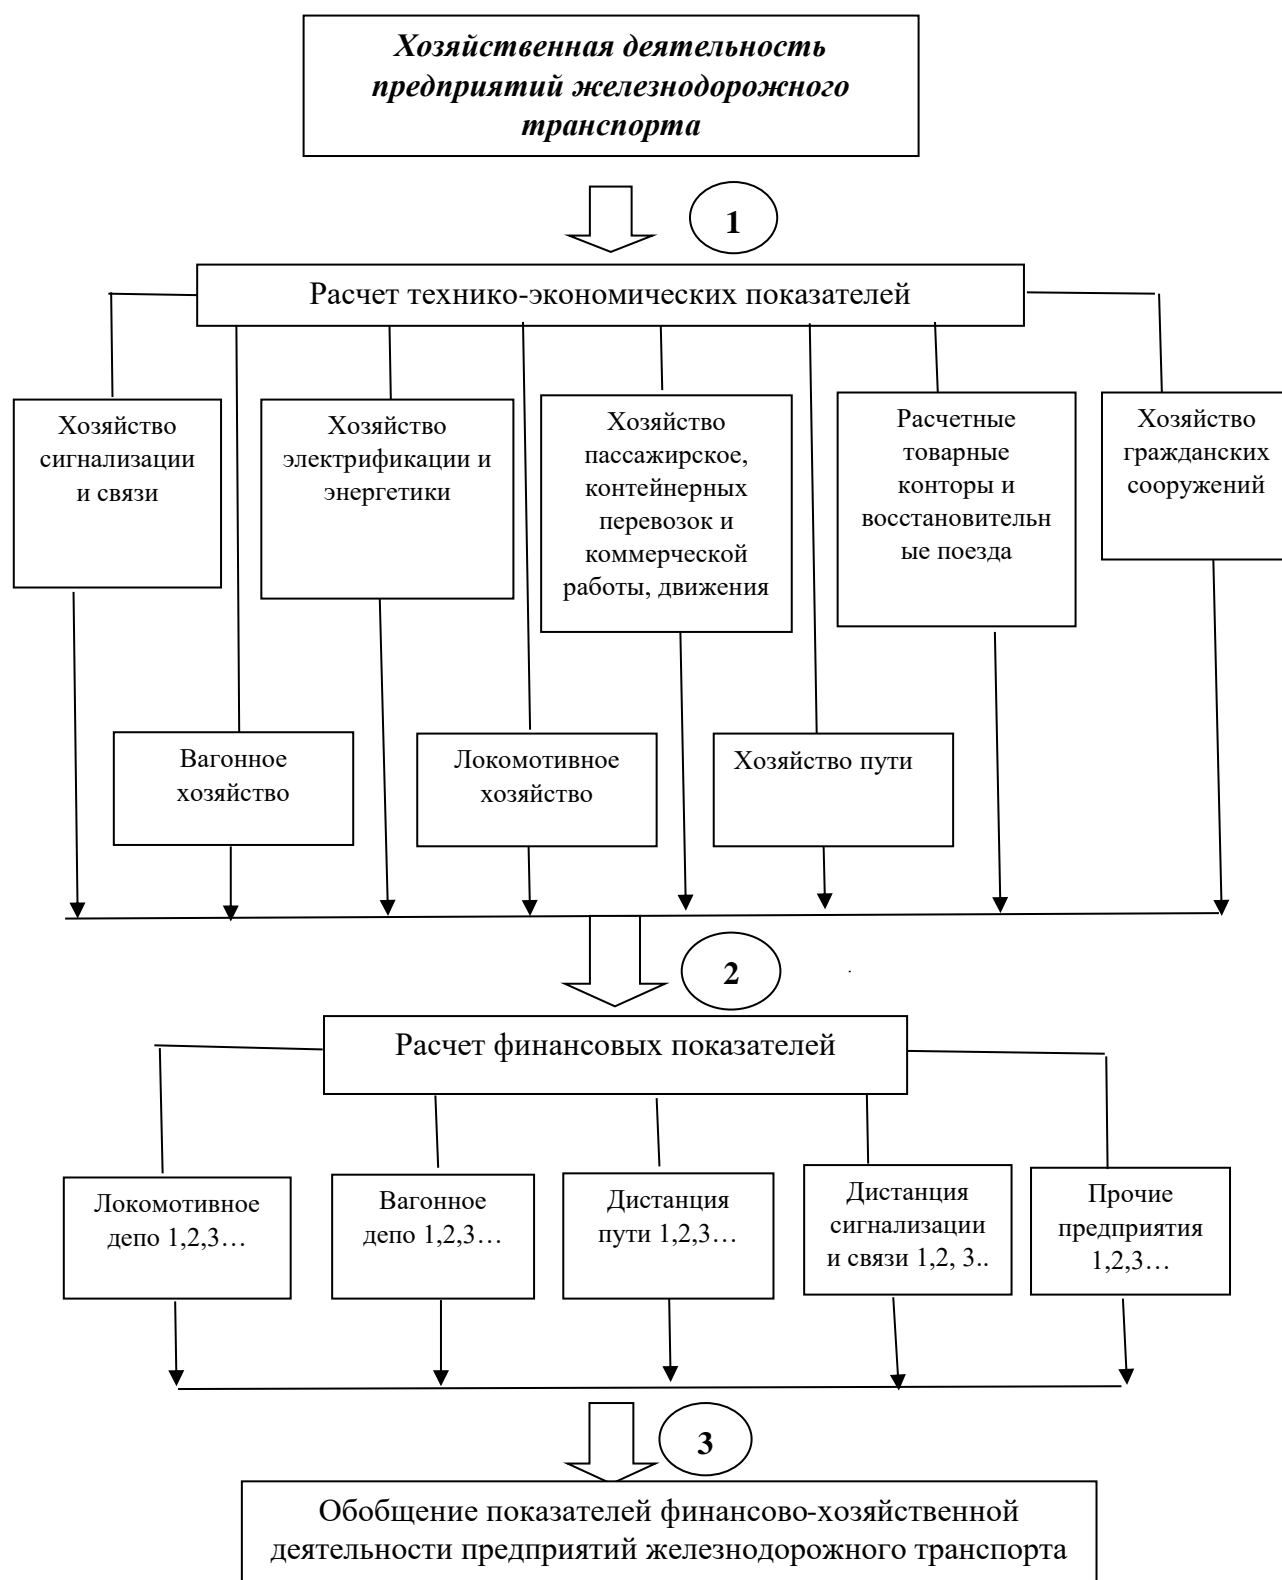 Хозяйственная деятельность
предприятий железнодорожного
транспорта
1
Расчет технико-экономических показателей
Хозяйство
сигнализации
и связи
Хозяйство
электрификации и
энергетики
Хозяйство
пассажирское,
контейнерных
перевозок и
коммерческой
работы, движения
Расчетные
товарные
конторы и
восстановительн
ые поезда
Хозяйство
гражданских
сооружений
Вагонное
хозяйство
Локомотивное
хозяйство
Хозяйство пути
2
Расчет финансовых показателей
Локомотивное
депо 1,2,3…
Вагонное
депо 1,2,3…
Дистанция
пути 1,2,3…
Дистанция
сигнализации
и связи 1,2, 3..
Прочие
предприятия
1,2,3…
3
Обобщение показателей финансово-хозяйственной
деятельности предприятий железнодорожного транспорта